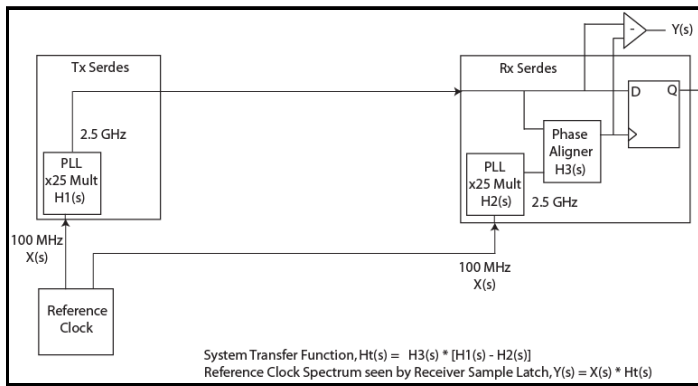 Y(s)
-
Tx Serdes
Rx Serdes
D
Q
2.5 GHz
Phase
Aligner
H3(s)
PLL
x25 Mult
H1(s)
PLL
x25 Mult
H2(s)
2.5 GHz
100 MHz
X(s)
100 MHz
X(s)
Reference
Clock
System Transfer Function, Ht(s) = H3(s) * [H1(s) - H2(s)]
Reference Clock Spectrum seen by Receiver Sample Latch, Y(s) = X(s) * Ht(s)